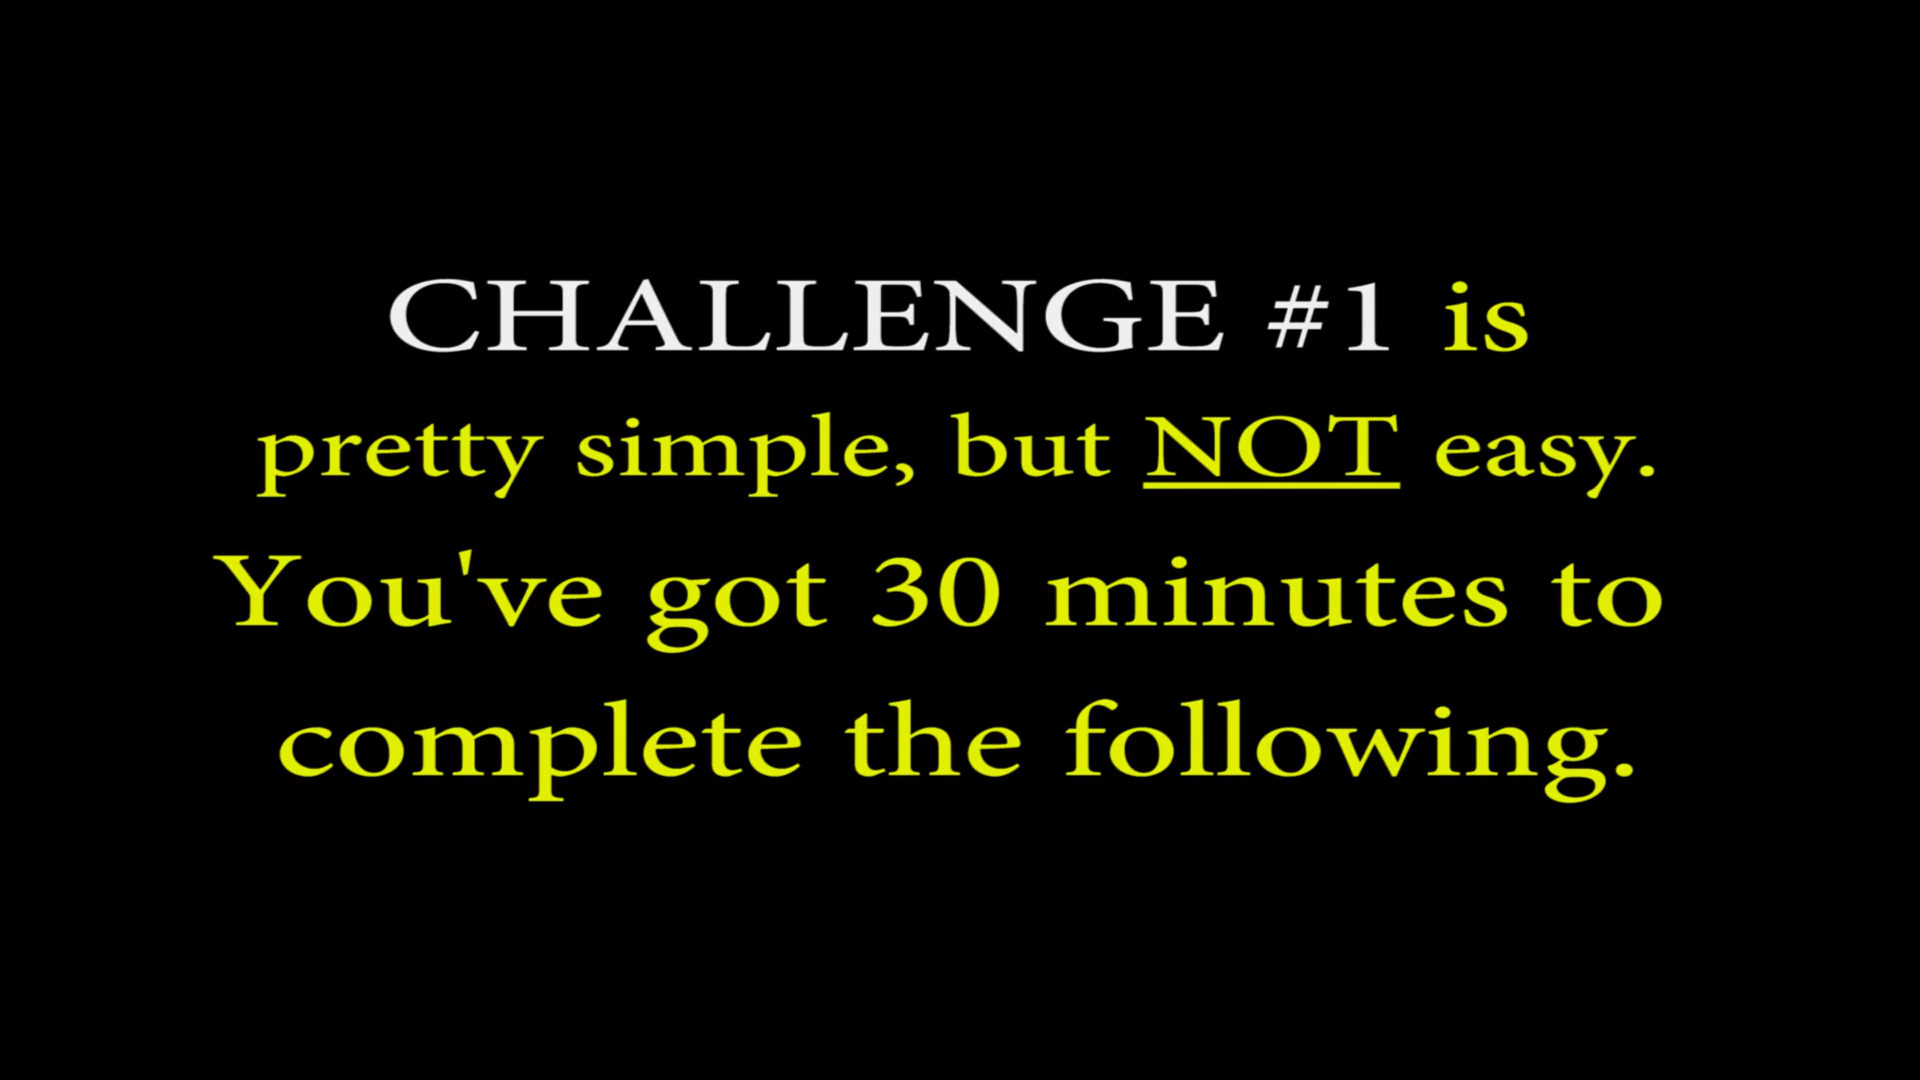 CHALLENGE #1 is
pretty simple, but NOT easy.
You've got 30 minutes to
complete the following.